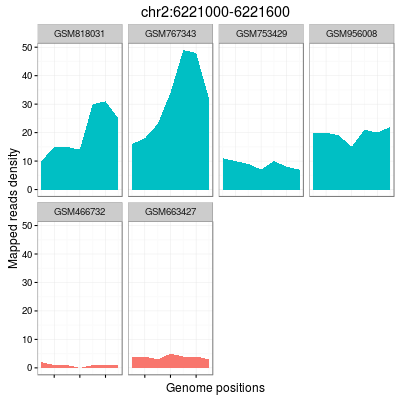 chr2:6221000-6221600
GSM818031 GSM767343 GSM753429 GSM956008
50
40
30
20
10
0
GSM466732 GSM663427
50
40
30
20
10
0
Mapped reads density
Genome positions